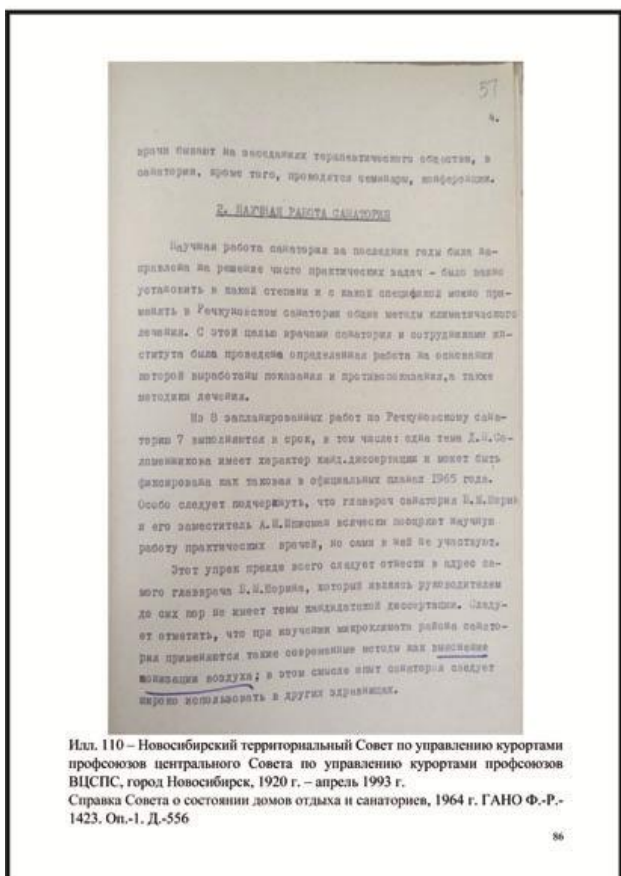 57
4.
врачи бывают на заседаниях терапевтического общества, в
санатории, кроме того, проводятся семинары, конференции.
2. НАУЧНАЯ РАБОТА САНАТОРИЯ
Научная работа санатория за последние годы была на-
правлена на решение чисто практических задач – было важно
установить в какой степени и с какой спецификой можно при-
менять в Речкуновском санатории общие методы климатического
лечения. С этой целью врачами санатория и сотрудниками ин-
ститута была проведена определенная работа на основании
которой выработаны показания и противопоказания, а также
методики лечения.
Из 8 запланированных работ по Речкуновскому сана-
торию 7 выполняются в срок, в том числе: одна тема Д.И.Со-
ломенникова имеет характер канд.диссертации и может быть
фиксирована как таковая в официальных планах 1965 года.
Особо следует подчеркнуть, что главврач санатория
и его заместитель А.И. всячески поощряют научную
работу практических врачей, но сами в ней не участвуют.
Этот упрек прежде всего следует отнести в адрес са-
мого главврача который являясь руководителем
до сих пор не имеет темы кандидатской диссертации. Следу-
ет отметить, что при изучении микроклимата района санато-
рия применяются такие современные методы как выяснение
ионизации воздуха; в этом смысле опыт санатория следует
широко использовать в других здравницах.
Илл. 110 – Новосибирский территориальный Совет по управлению курортами
профсоюзов центрального Совета по управлению курортами профсоюзов
ВЦСПС, город Новосибирск, 1920 г. – апрель 1993 г.
Справка Совета о состоянии домов отдыха и санаториев, 1964 г. ГАНО Ф.-Р.-
1423. Оп.-1. Д.-556
86